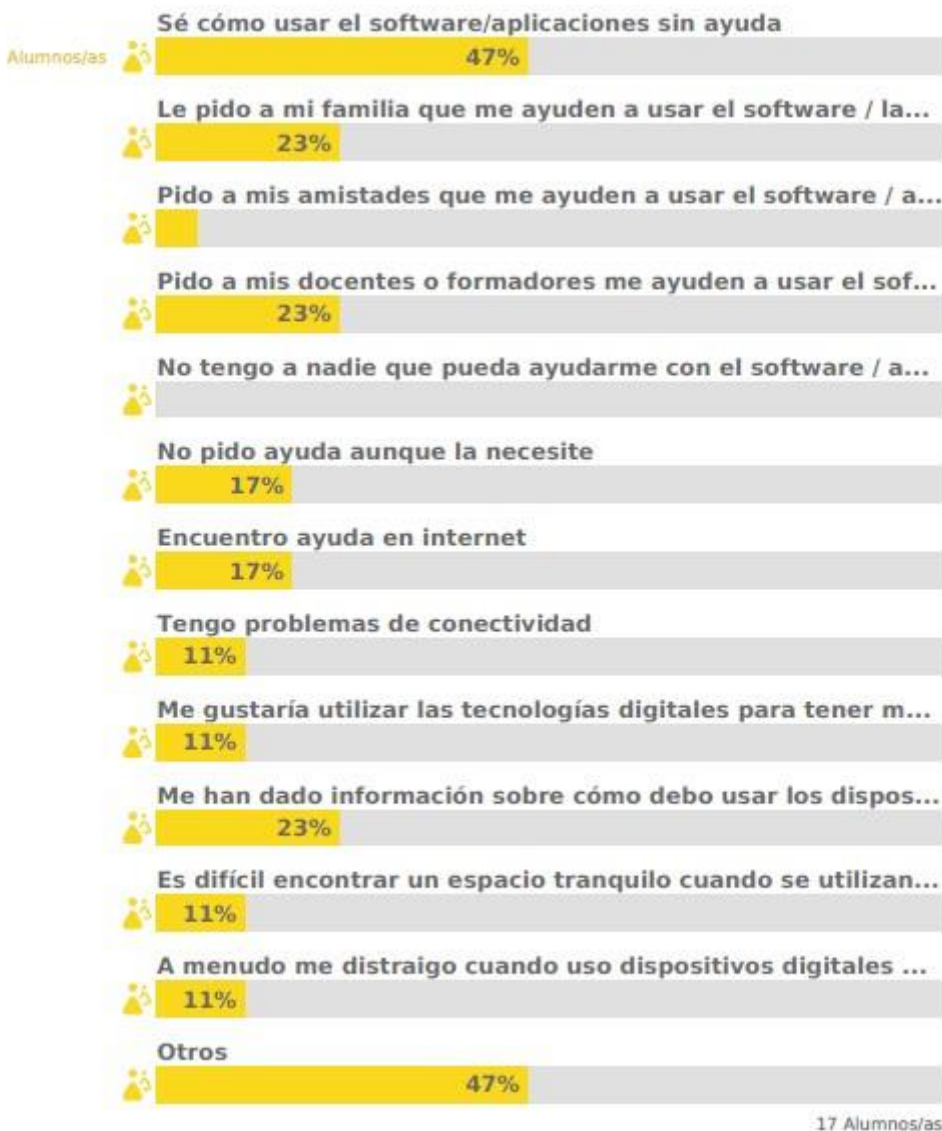 Sé cómo usar el software/aplicaciones sin ayuda
Alumnos/as 47%
Le pido a mi familia que me ayuden a usar el software / la...
23%
Pido a mis amistades que me ayuden a usar el software / a...
Pido a mis docentes o formadores me ayuden a usar el sof...
23%
No tengo a nadie que pueda ayudarme con el software / a...
No pido ayuda aunque la necesite
17%
Encuentro ayuda en internet
17%
Tengo problemas de conectividad
11%
Me gustaría utilizar las tecnologías digitales para tener m...
11%
Me han dado información sobre cómo debo usar los dispos...
23%
Es difícil encontrar un espacio tranquilo cuando se utilizan...
11%
A menudo me distraigo cuando uso dispositivos digitales ...
11%
Otros
47%
17 Alumnos/as